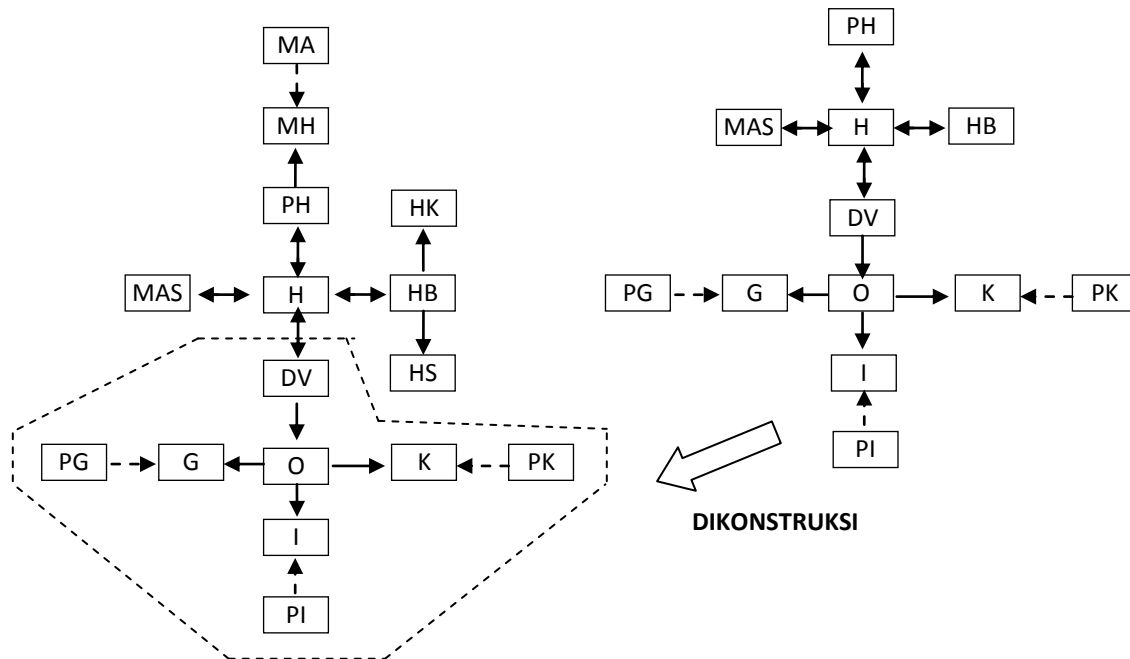 MA
MH
PH
HK
MAS
H
HB
HS
DV
PG
G
O
K
PK
I
PI
PH
MAS
H
HB
DV
PG
G
O
K
PK
I
PI
DIKONSTRUKSI